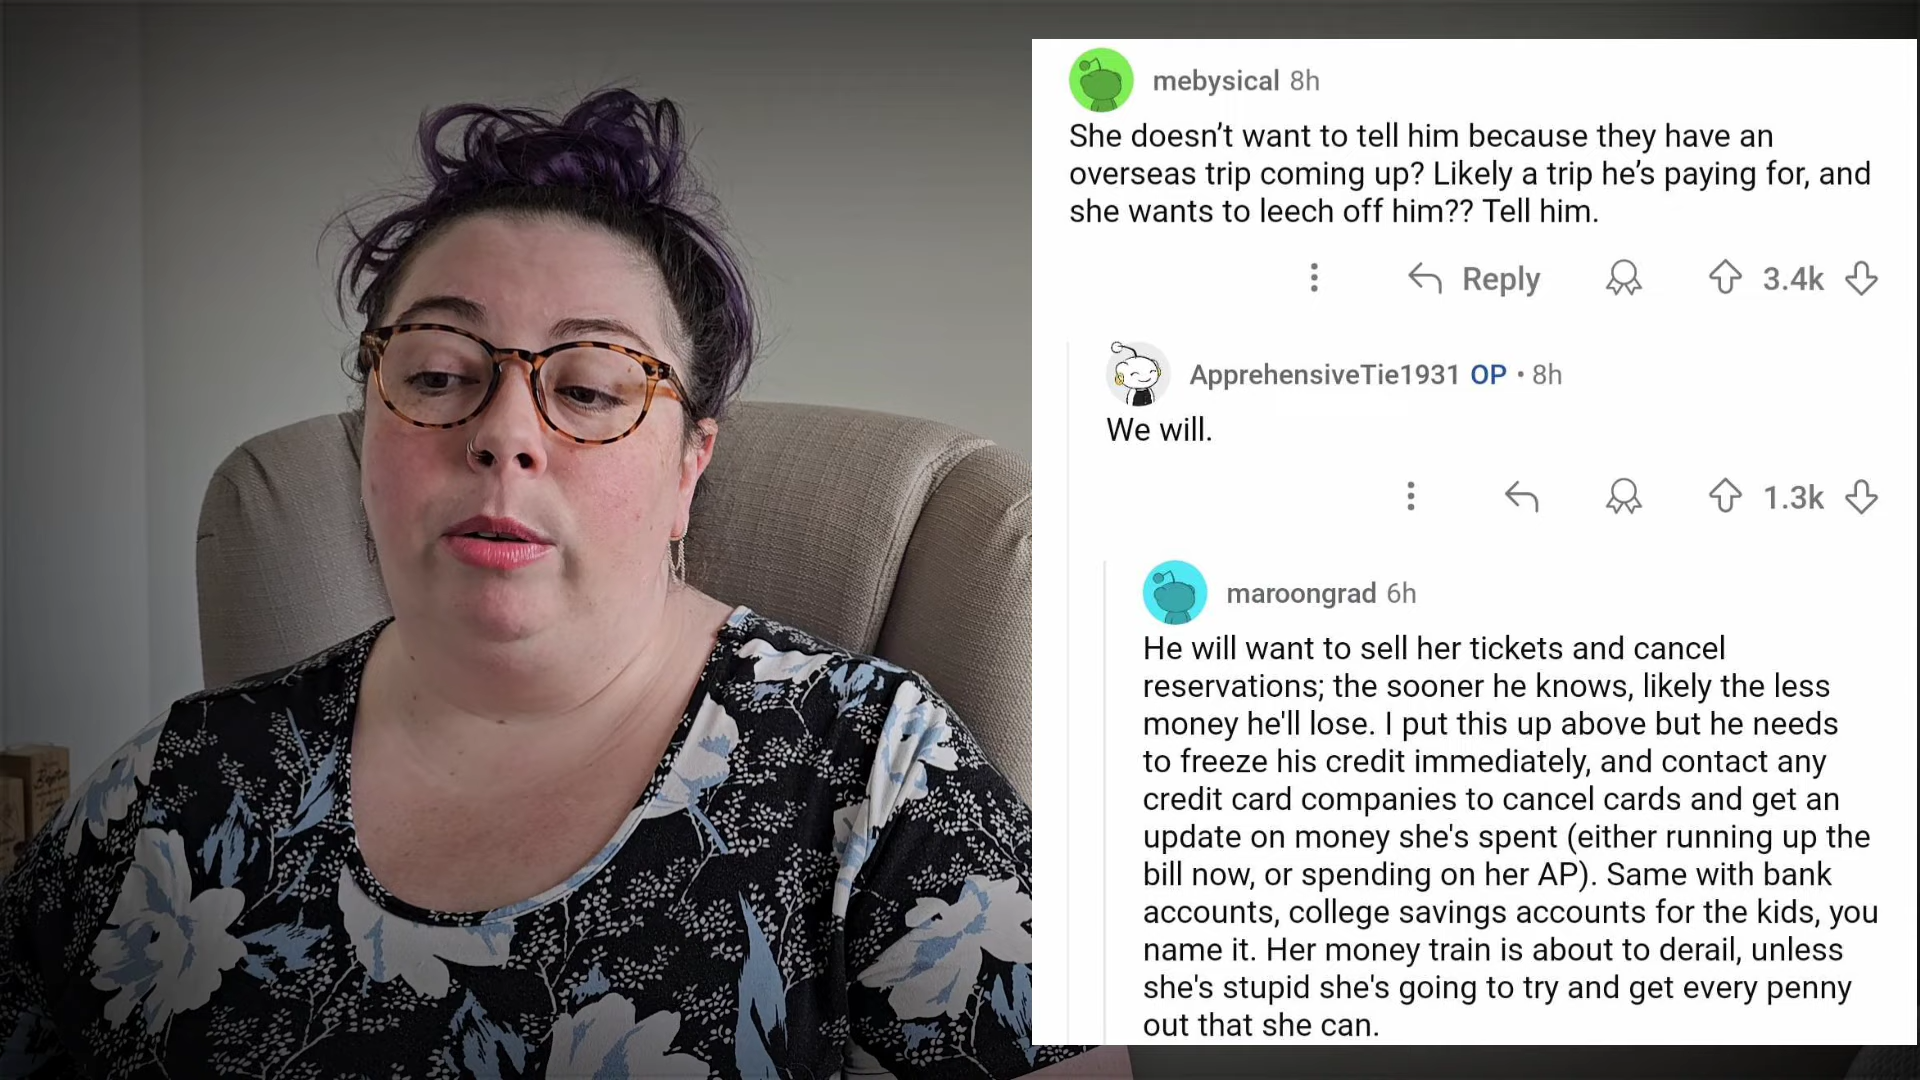 mebysical 8h
She doesn’t want to tell him because they have an
overseas trip coming up? Likely a trip he’s paying for, and
she wants to leech off him?? Tell him.
Reply 3.4k
ApprehensiveTie1931 OP • 8h
We will.
1.3k
maroongrad 6h
He will want to sell her tickets and cancel
reservations; the sooner he knows, likely the less
money he'll lose. I put this up above but he needs
to freeze his credit immediately, and contact any
credit card companies to cancel cards and get an
update on money she's spent (either running up the
bill now, or spending on her AP). Same with bank
accounts, college savings accounts for the kids, you
name it. Her money train is about to derail, unless
she's stupid she's going to try and get every penny
out that she can.